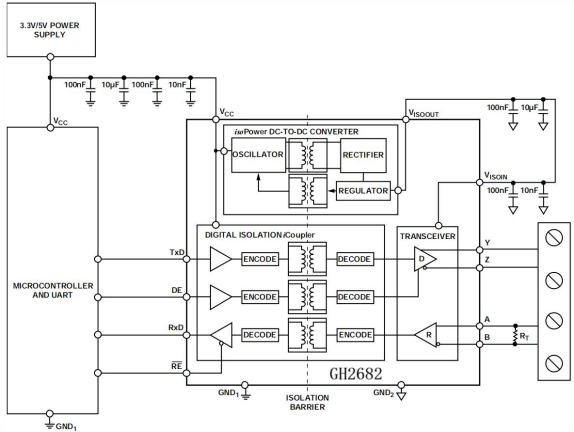 3.3V/5V POWER
SUPPLY
100nF
10µF
100nF
10nF
VCC
VCC
VISOOUT
100nF
10µF
isoPower DC-TO-DC CONVERTER
OSCILLATOR
RECTIFIER
REGULATOR
VISOIN
100nF
10nF
DIGITAL ISOLATION iCoupler
TRANSCEIVER
MICROCONTROLLER
AND UART
TxD
ENCODE
DECODE
D
Y
Z
DE
ENCODE
DECODE
RxD
DECODE
ENCODE
R
A
B
RT
RE
GH2682
GND1
GND1
ISOLATION
BARRIER
GND2